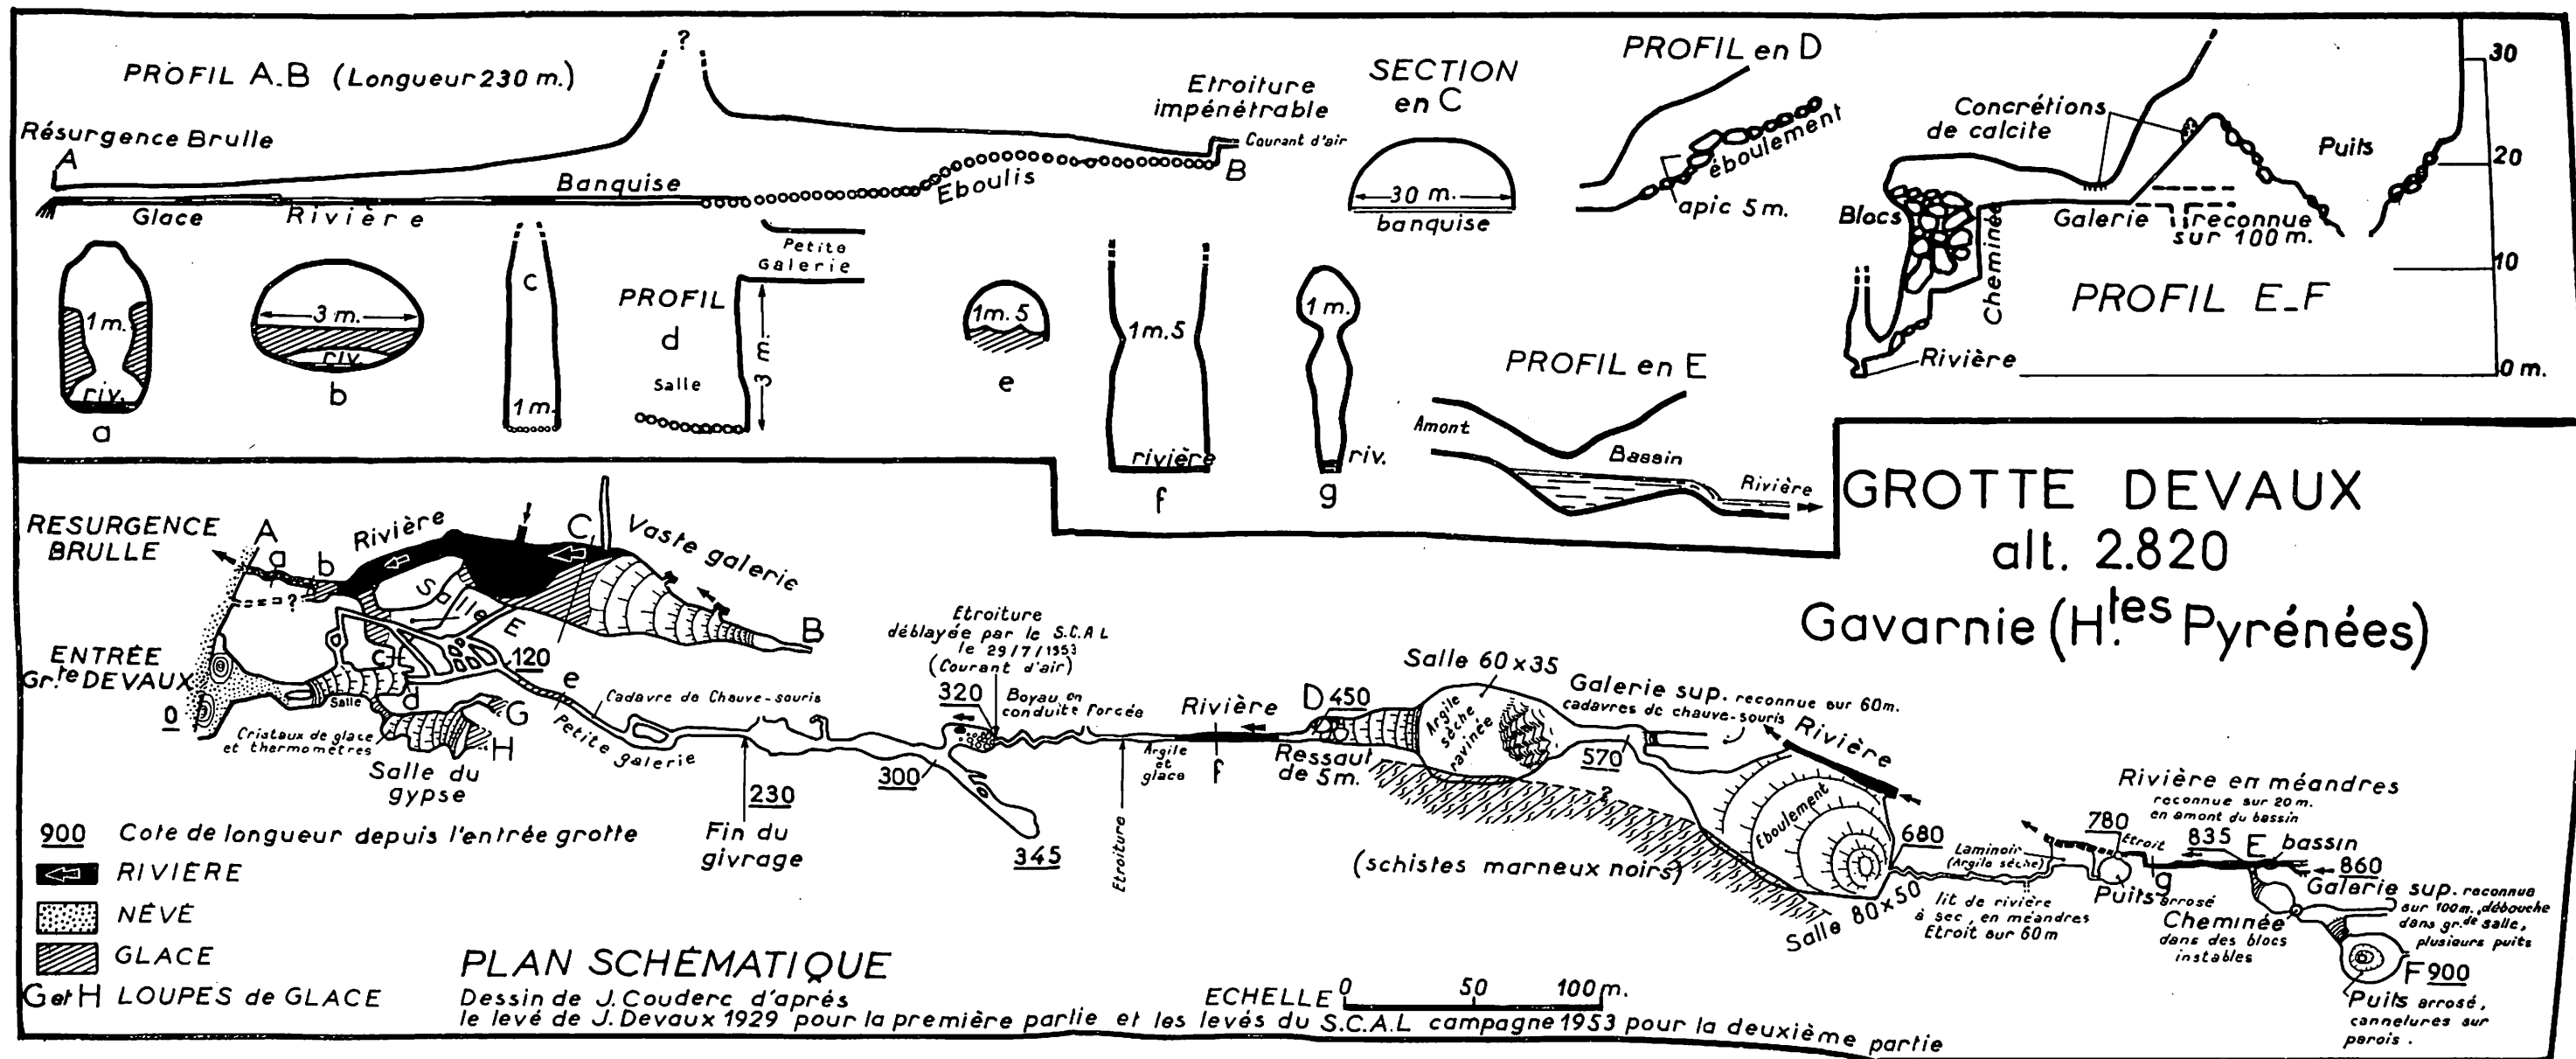 PROFIL A.B (Longueur 230 m.)
?
Résurgence Brulle
A
Glace
Rivière
Banquise
Eboulis
Etroiture
impénétrable
Courant d'air
B
SECTION
en C
30 m.
banquise
PROFIL en D
éboulement
apic 5 m.
Concrétions
de calcite
Puits
Blocs
Cheminée
Galerie reconnue
sur 100 m.
Rivière
PROFIL E-F
30
20
10
0 m.
1 m.
riv.
a
3 m.
riv.
b
c
1 m.
PROFIL
d
Petite
Galerie
Salle
3 m.
1 m. 5
e
1 m. 5
rivière
f
1 m.
riv.
g
PROFIL en E
Amont
Bassin
Rivière
GROTTE DEVAUX
alt. 2.820
Gavarnie (H.tes Pyrénées)
RESURGENCE
BRULLE
A
a
b
?
Rivière
C
Vaste galerie
B
Salle
E
ENTRÉE
Gr.te DEVAUX
0
Salle
c
d
120
e
G
H
Cristaux de glace
et thermomètres
Salle du
gypse
Cadavre de Chauve-souris
Petite galerie
230
Fin du
givrage
300
345
Etroiture
déblayée par le S.C.A.L
le 29/7/1953
(Courant d'air)
320
Boyau en
conduite forcée
Etroiture
Argile
et
glace
Rivière
f
D 450
Ressaut
de 5m.
Salle 60 x 35
Argile
sèche
ravinée
Galerie sup. reconnue sur 60m.
cadavres de chauve-souris
570
?
(schistes marneux noirs)
Rivière
Eboulement
Salle 80 x 50
680
Laminoir
(Argile sèche)
lit de rivière
à sec, en méandres
Etroit sur 60 m
Rivière en méandres
reconnue sur 20 m.
en amont du bassin
780
Etroit
Puits arrosé
g
835
E
bassin
860
Cheminée
dans des blocs
instables
Galerie sup. reconnue
sur 100 m., débouche
dans gr.de salle,
plusieurs puits
F 900
Puits arrosé,
cannelures sur
parois.
900 Cote de longueur depuis l'entrée grotte
RIVIÈRE
NÉVÉ
GLACE
G et H LOUPES de GLACE
PLAN SCHÉMATIQUE
Dessin de J. Couderc d'après
le levé de J. Devaux 1929 pour la première partie et les levés du S.C.A.L campagne 1953 pour la deuxième partie
ECHELLE 0 50 100 m.